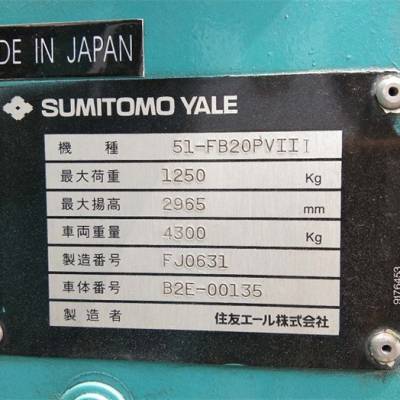 DE IN JAPAN
SUMITOMO YALE
機 種 51-FB20PVIII
最大荷重 1250 Kg
最大揚高 2965 mm
車両重量 4300 Kg
製造番号 FJ0631
車体番号 B2E-00135
製造者 住友エール株式会社
9176453